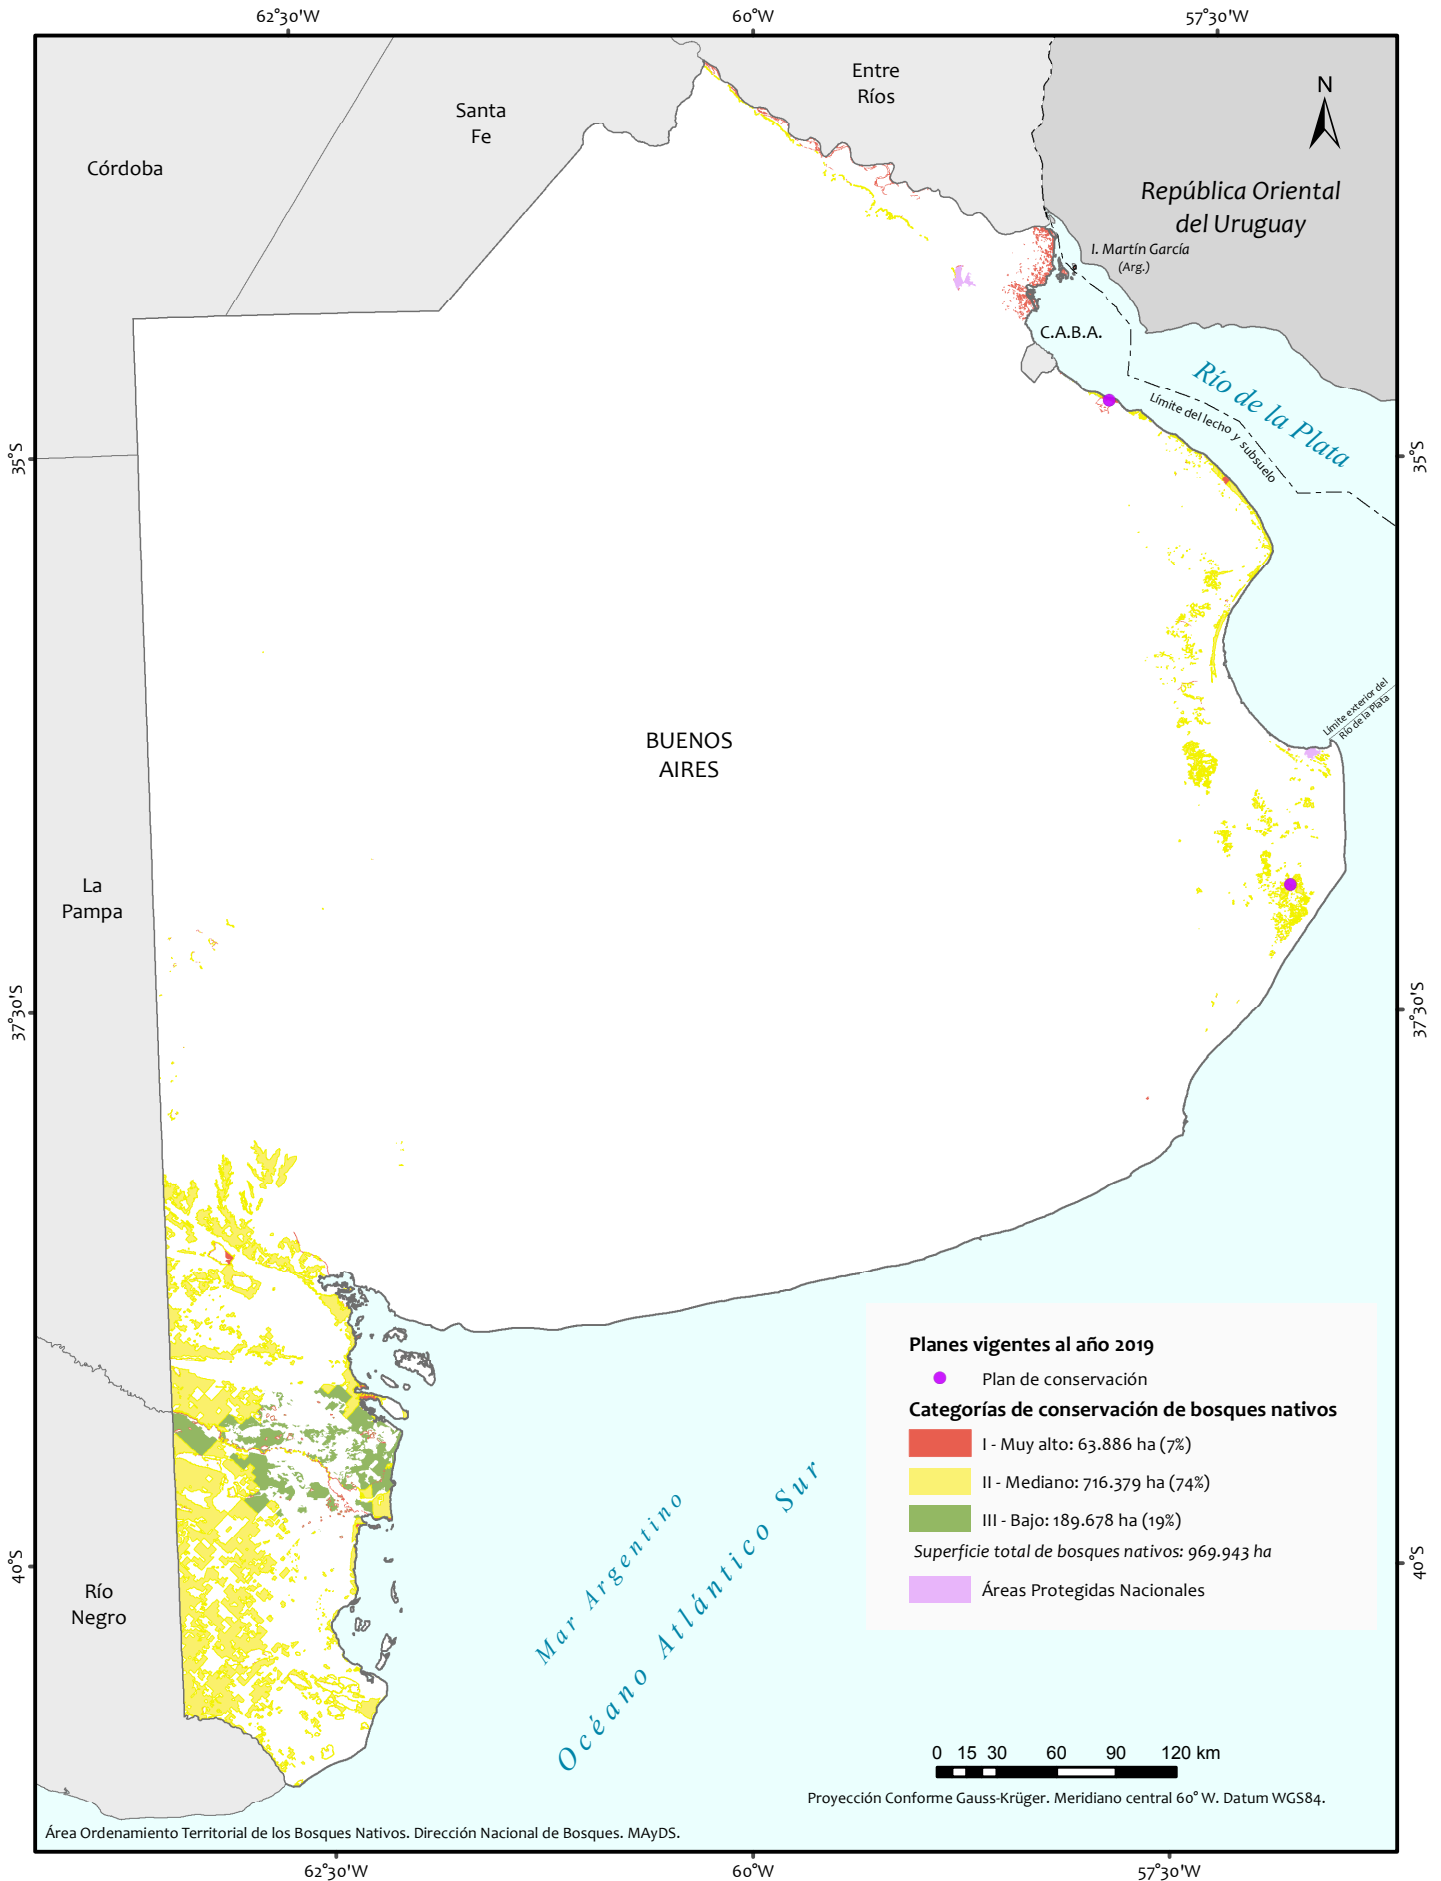 62°30'W
60°W
57°30'W
Entre
Ríos
N
Santa
Fe
Córdoba
República Oriental
del Uruguay
I. Martín García
(Arg.)
C.A.B.A.
Río de la Plata
Límite del lecho y subsuelo
35°S
35°S
Límite exterior del
Río de la Plata
BUENOS
AIRES
La
Pampa
37°30'S
37°30'S
Planes vigentes al año 2019
Plan de conservación
Categorías de conservación de bosques nativos
I - Muy alto: 63.886 ha (7%)
II - Mediano: 716.379 ha (74%)
III - Bajo: 189.678 ha (19%)
Superficie total de bosques nativos: 969.943 ha
Áreas Protegidas Nacionales
40°S
40°S
Río
Negro
Mar Argentino
Océano Atlántico Sur
0 15 30 60 90 120 km
Proyección Conforme Gauss-Krüger. Meridiano central 60° W. Datum WGS84.
Área Ordenamiento Territorial de los Bosques Nativos. Dirección Nacional de Bosques. MAyDS.
62°30'W
60°W
57°30'W